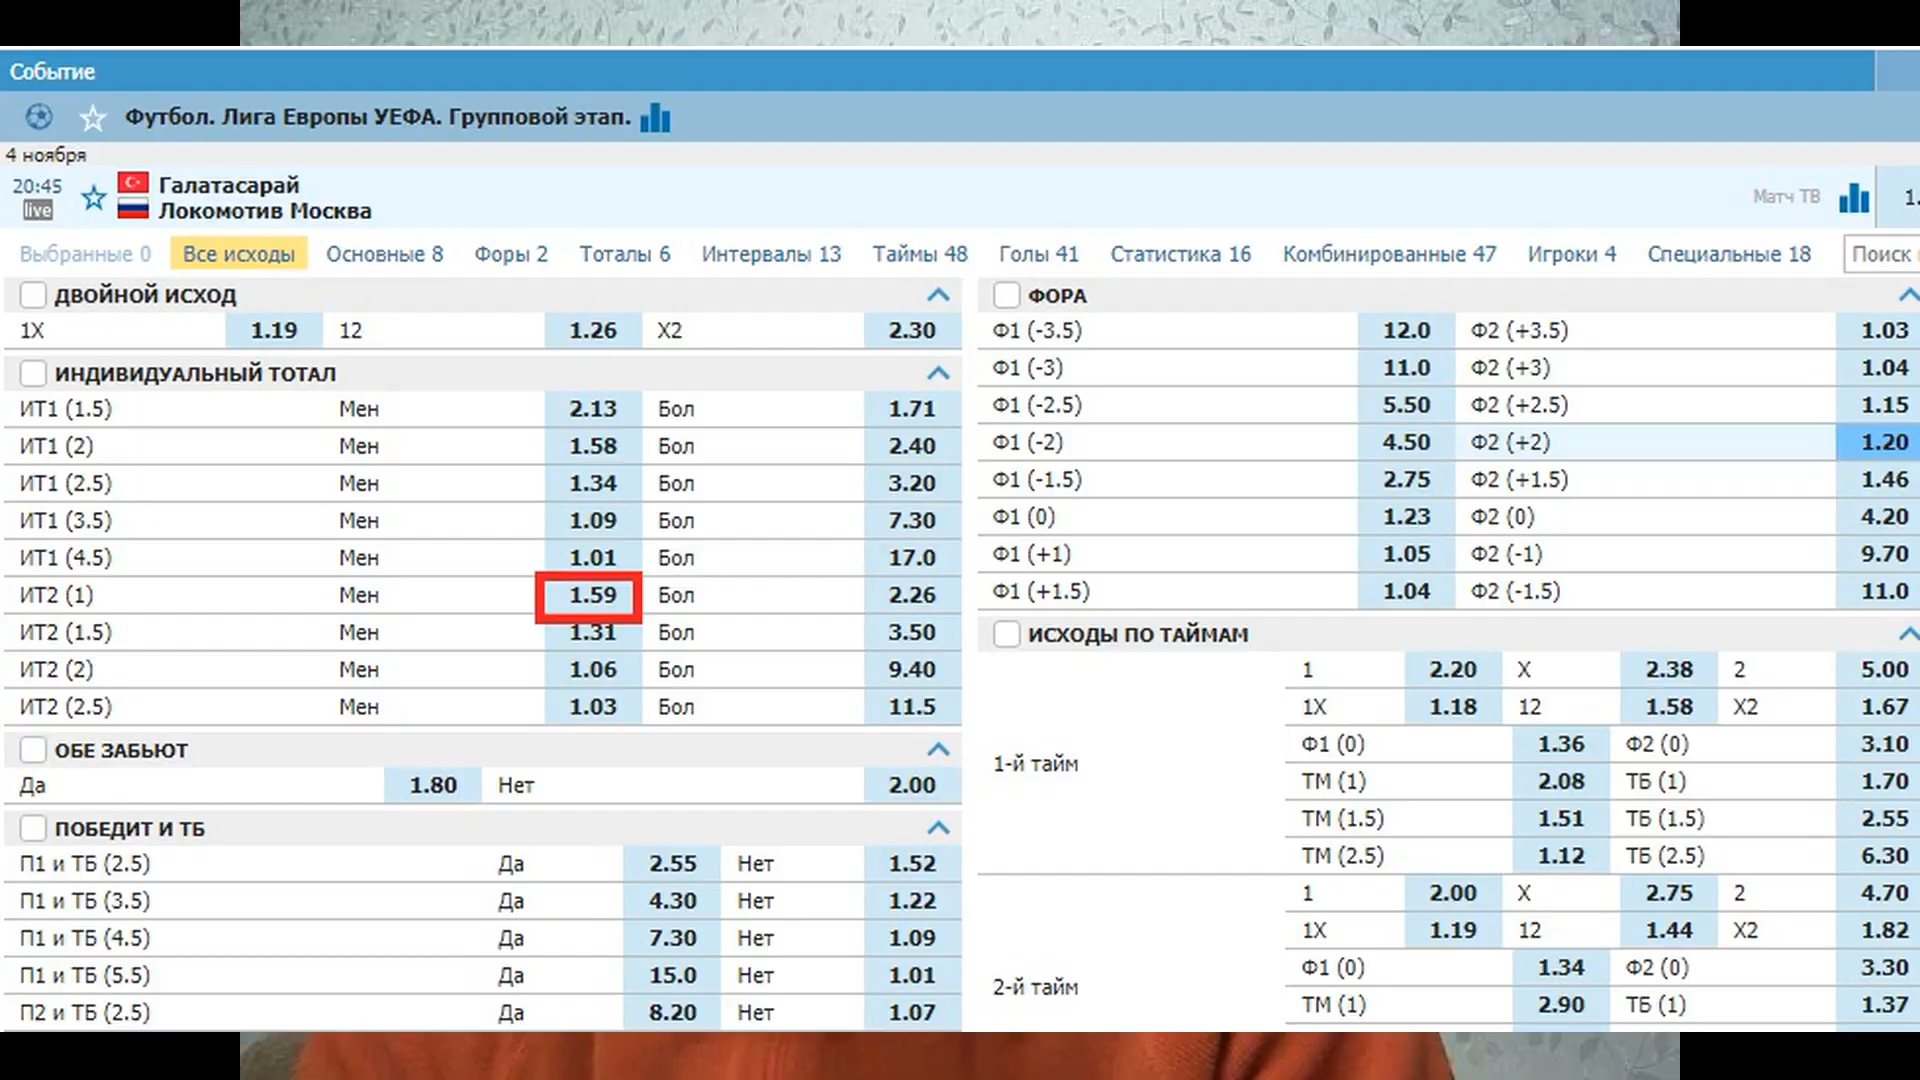 Событие
Футбол. Лига Европы УЕФА. Групповой этап.
4 ноября
20:45
live
Галатасарай
Локомотив Москва
Матч ТВ
1.
Выбранные 0 Все исходы Основные 8 Форы 2 Тоталы 6 Интервалы 13 Таймы 48 Голы 41 Статистика 16 Комбинированные 47 Игроки 4 Специальные 18 Поиск
ДВОЙНОЙ ИСХОД
1X 1.19 12 1.26 X2 2.30
ИНДИВИДУАЛЬНЫЙ ТОТАЛ
ИТ1 (1.5) Мен 2.13 Бол 1.71
ИТ1 (2) Мен 1.58 Бол 2.40
ИТ1 (2.5) Мен 1.34 Бол 3.20
ИТ1 (3.5) Мен 1.09 Бол 7.30
ИТ1 (4.5) Мен 1.01 Бол 17.0
ИТ2 (1) Мен 1.59 Бол 2.26
ИТ2 (1.5) Мен 1.31 Бол 3.50
ИТ2 (2) Мен 1.06 Бол 9.40
ИТ2 (2.5) Мен 1.03 Бол 11.5
ОБЕ ЗАБЬЮТ
Да 1.80 Нет 2.00
ПОБЕДИТ И ТБ
П1 и ТБ (2.5) Да 2.55 Нет 1.52
П1 и ТБ (3.5) Да 4.30 Нет 1.22
П1 и ТБ (4.5) Да 7.30 Нет 1.09
П1 и ТБ (5.5) Да 15.0 Нет 1.01
П2 и ТБ (2.5) Да 8.20 Нет 1.07
ФОРА
Ф1 (-3.5) 12.0 Ф2 (+3.5) 1.03
Ф1 (-3) 11.0 Ф2 (+3) 1.04
Ф1 (-2.5) 5.50 Ф2 (+2.5) 1.15
Ф1 (-2) 4.50 Ф2 (+2) 1.20
Ф1 (-1.5) 2.75 Ф2 (+1.5) 1.46
Ф1 (0) 1.23 Ф2 (0) 4.20
Ф1 (+1) 1.05 Ф2 (-1) 9.70
Ф1 (+1.5) 1.04 Ф2 (-1.5) 11.0
ИСХОДЫ ПО ТАЙМАМ
1-й тайм
1 2.20 X 2.38 2 5.00
1X 1.18 12 1.58 X2 1.67
Ф1 (0) 1.36 Ф2 (0) 3.10
ТМ (1) 2.08 ТБ (1) 1.70
ТМ (1.5) 1.51 ТБ (1.5) 2.55
ТМ (2.5) 1.12 ТБ (2.5) 6.30
2-й тайм
1 2.00 X 2.75 2 4.70
1X 1.19 12 1.44 X2 1.82
Ф1 (0) 1.34 Ф2 (0) 3.30
ТМ (1) 2.90 ТБ (1) 1.37